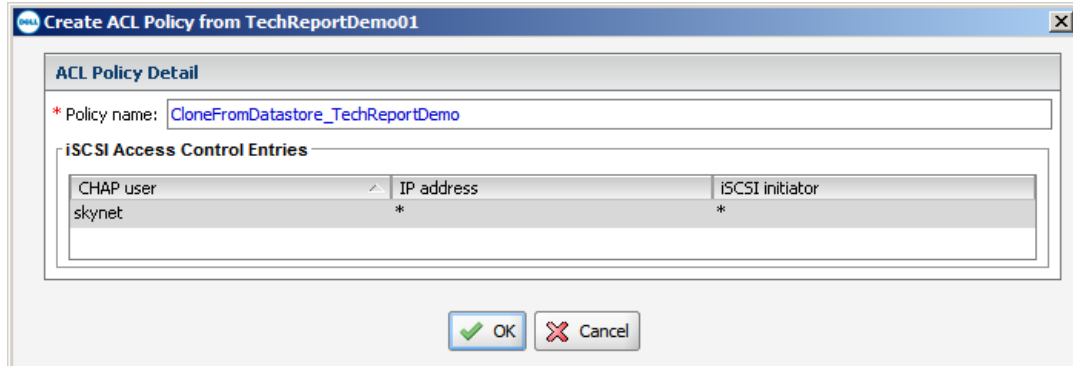 DELL Create ACL Policy from TechReportDemo01
ACL Policy Detail
* Policy name: CloneFromDatastore_TechReportDemo
iSCSI Access Control Entries
CHAP user IP address iSCSI initiator
skynet * *
OK Cancel